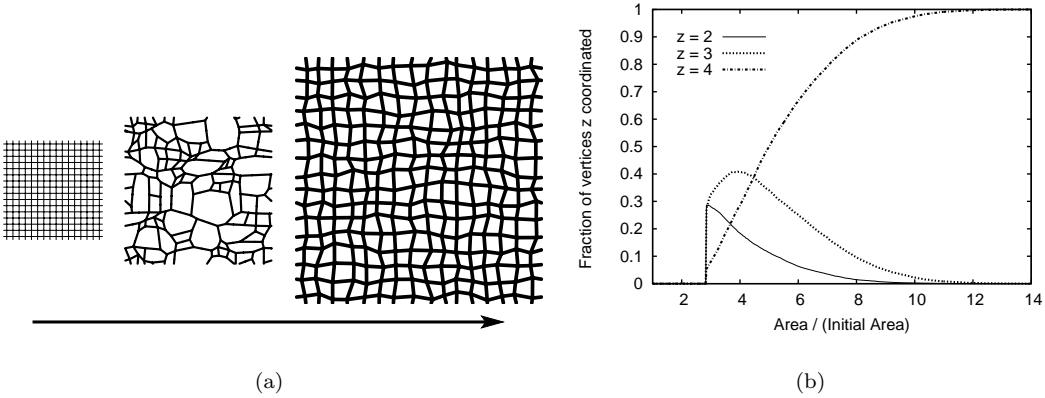 Fraction of vertices z coordinated
1
0.9
0.8
0.7
0.6
0.5
0.4
0.3
0.2
0.1
0
z = 2
z = 3
z = 4
2 4 6 8 10 12 14
Area / (Initial Area)
(a) (b)